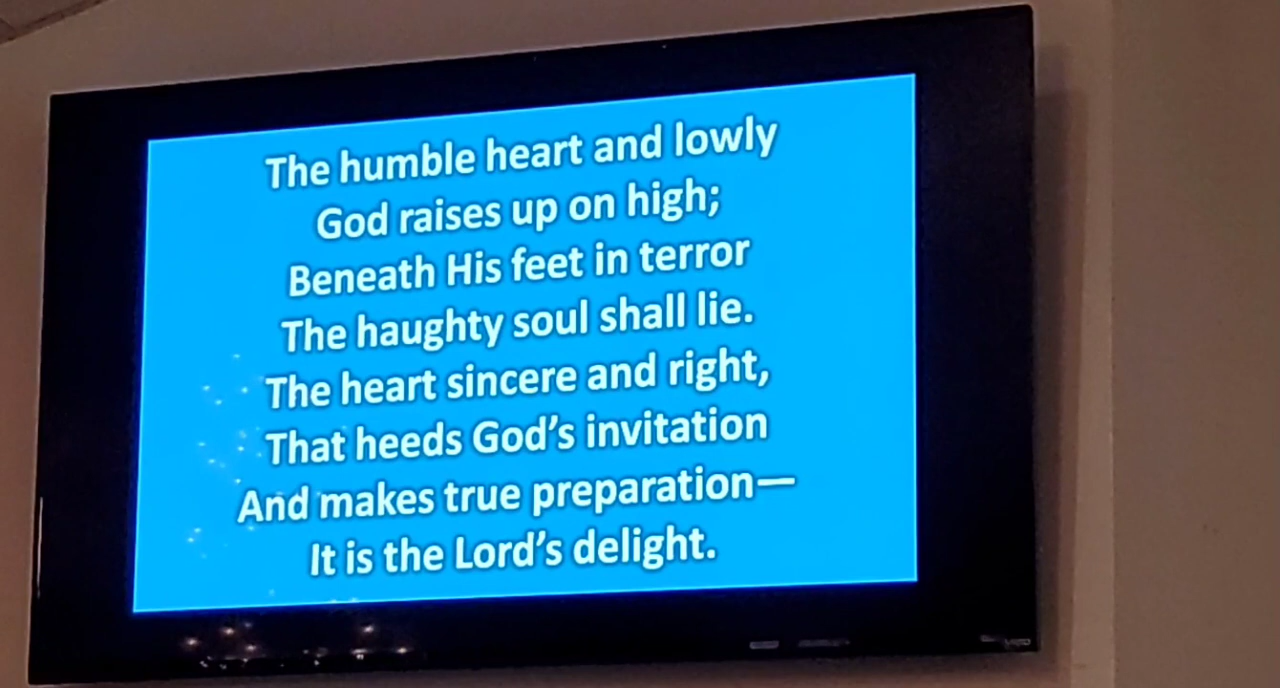 The humble heart and lowly
God raises up on high;
Beneath His feet in terror
The haughty soul shall lie.
The heart sincere and right,
That heeds God’s invitation
And makes true preparation—
It is the Lord’s delight.
VIZIO